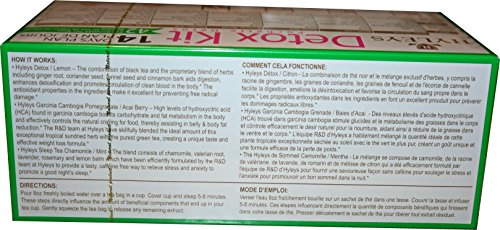 HYLEYS
Detox Kit
14
42
HOW IT WORKS:
• Hyleys Detox / Lemon – The combination of black tea and the proprietary blend of herbs
including ginger root, coriander seed, fennel seed and cinnamon bark aids digestion,
enhances detoxification and promotes circulation of clean blood in the body. The
antioxidant properties in the ingredients make it excellent for preventing free radical
damage.
• Hyleys Garcinia Cambogia Pomegranate / Acai Berry – High levels of hydroxycitric acid
(HCA) found in garcinia cambogia boosts carbohydrate and fat metabolism in the body
and effectively controls the natural craving for food, thereby assisting in belly & body fat
reduction. The R&D team at Hyleys have skillfully blended the ideal amount of this
exceptional tropical sundried herb with the purest green tea, creating a unique taste and
effective weight loss formula.
• Hyleys Sleep Tea Chamomile / Mint – The blend consists of chamomile, valerian root,
lavender, rosemary and lemon balm which have been efficiently formulated by the R&D
team at Hyleys to provide a tasty, caffeine free way to relieve stress and anxiety to
promote a good night's sleep.
DIRECTIONS:
Pour 8oz freshly boiled water over a tea bag in a cup. Cover cup and steep 5-8 minutes.
These steps directly influence the amount of beneficial components that end up in your
tea cup. Gently squeeze the tea bag to release any remaining extract.
COMMENT CELA FONCTIONNE:
• Hyleys Détox / Citron - La combinaison de thé noir et le mélange exclusif d'herbes, y compris la
racine de gingembre, les graines de coriandre, les graines de fenouil et de l'écorce de cannelle
facilite la digestion, améliore la désintoxication et favorise la circulation du sang propre dans le
corps. Les propriétés antioxydantes dans les ingrédients en font un excellent produit pour prévenir
les dommages radicaux libres.
• Hyleys Garcinia Cambogia Grenade / Baies d'Acai - Des niveaux élevés d'acide hydroxycitrique
(HCA) trouvé dans garcinia cambogia stimule les glucides et le métabolisme des graisses dans le corps
et contrôle efficacement le désir naturel pour la nourriture, aidant ainsi à réduire de la graisse dans
le ventre et le corps. L'équipe R&D d'Hyleys a habilement mélangé la quantité idéale de cette
plante tropicale exceptionnelle séchée au soleil avec le vert le plus pur, créant un goût unique et
une formule de perte de poids efficace.
• Hyleys de Sommeil Camomille / Menthe - Le mélange se compose de camomille, de la racine
de valériane, de lavande, de romarin et de mélisse de citron qui a été efficacement formulé par
l'équipe de R&D d'Hyleys pour fournir une savoureuse façon sans caféine pour soulager le stress et
anxiété pour promouvoir un bon sommeil dans la nuit."
MODE D'EMPLOI:
Verser l'eau 8oz fraîchement bouillie sur un sachet de thé dans une tasse. Couvrir la tasse et infuser
5-8 minutes. Ces étapes influencent directement la quantité d'éléments bénéfiques qui finissent
dans votre tasse de thé. Presser délicatement le sachet de thé pour libérer tout extrait résiduel.